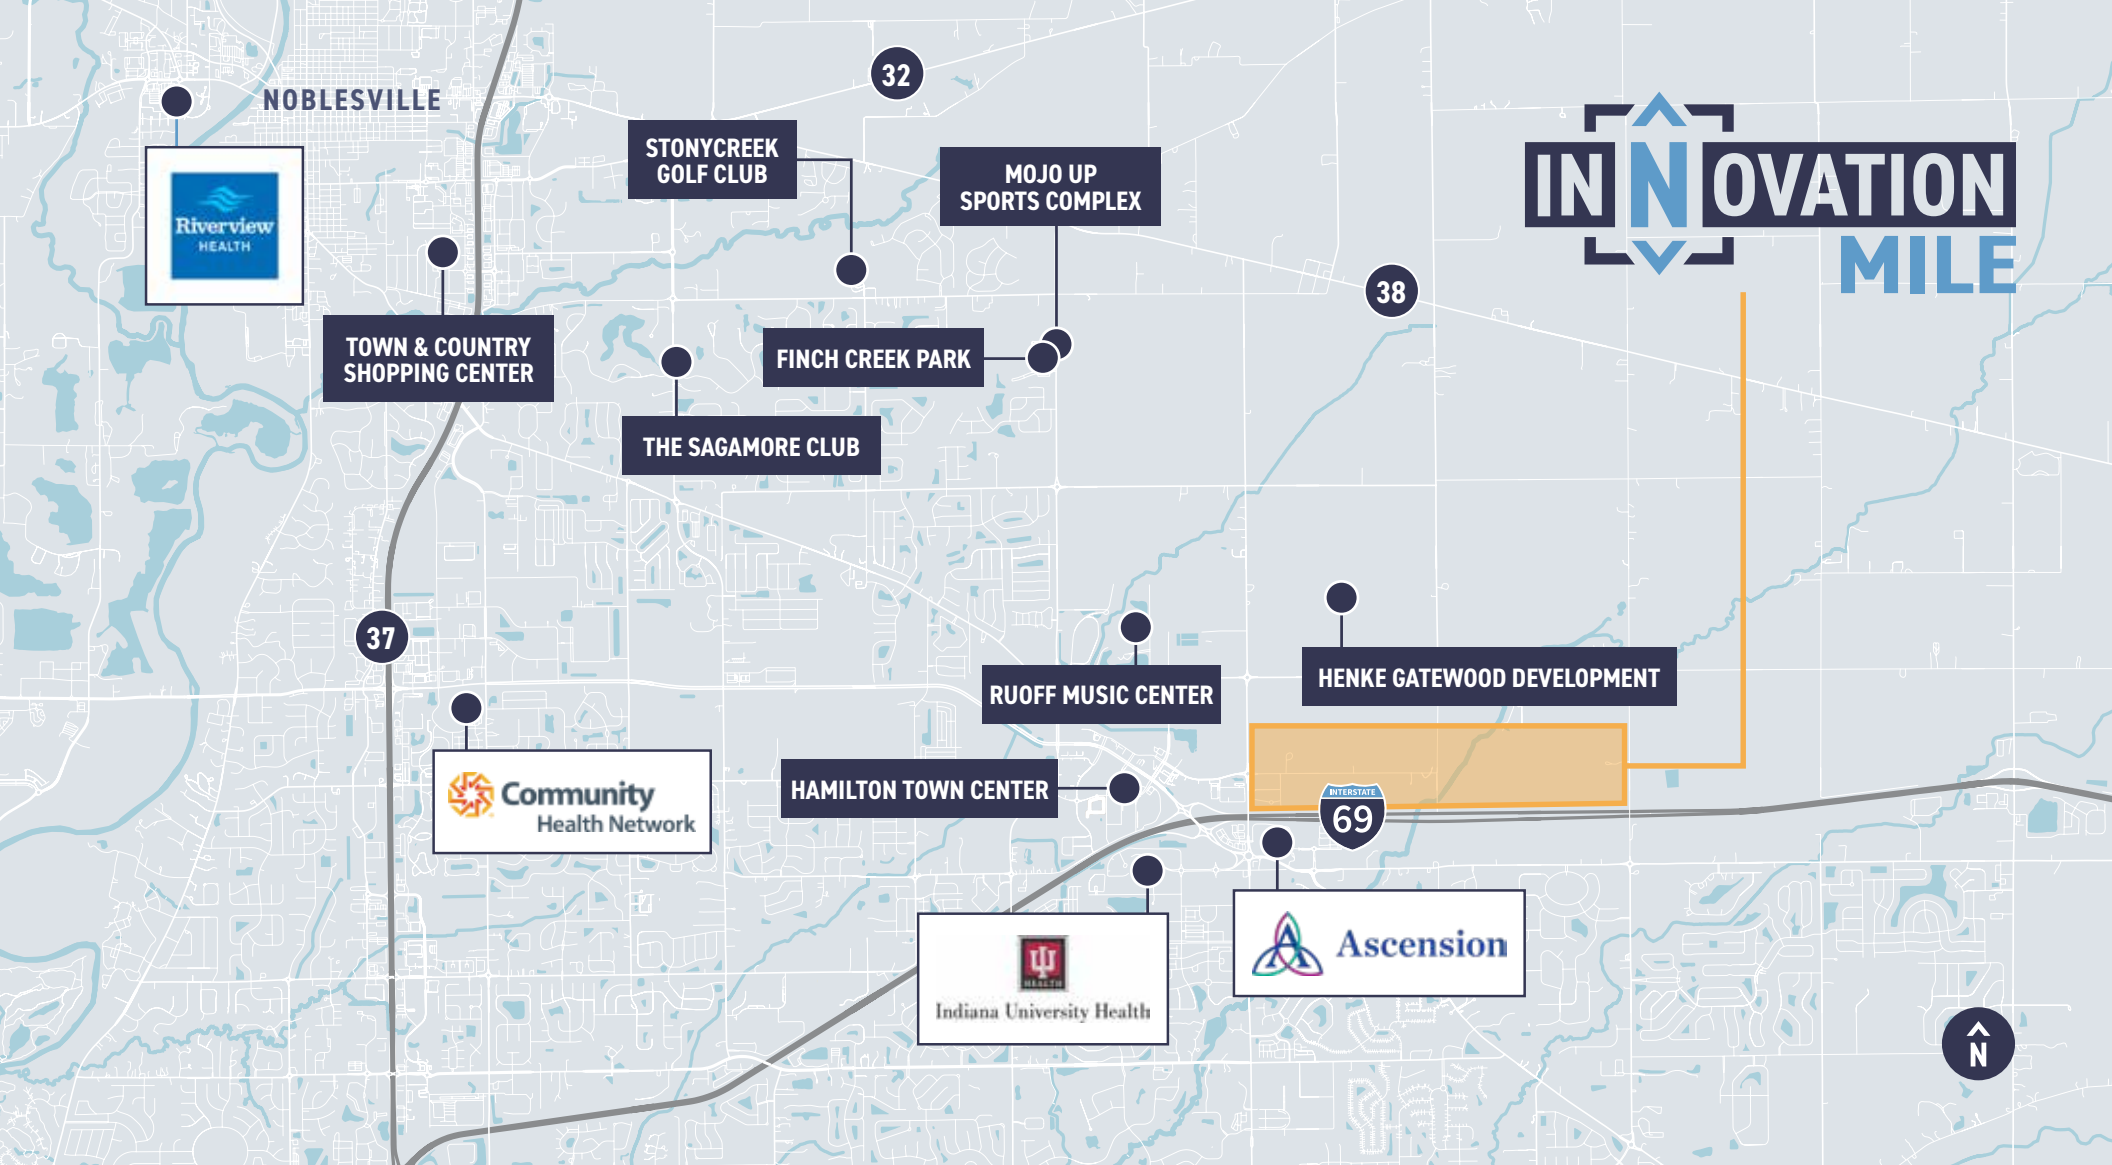 32
NOBLESVILLE
STONYCREEK
GOLF CLUB
MOJO UP
SPORTS COMPLEX
INNOVATION
MILE
Riverview
HEALTH
38
TOWN & COUNTRY
SHOPPING CENTER
FINCH CREEK PARK
THE SAGAMORE CLUB
37
RUOFF MUSIC CENTER
HENKE GATEWOOD DEVELOPMENT
HAMILTON TOWN CENTER
INTERSTATE
69
Community
Health Network
Ascension
HEALTH
Indiana University Health
N